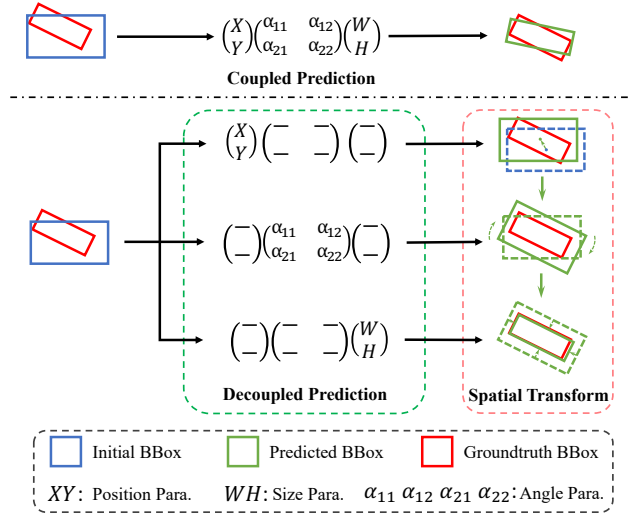 (X Y) (α11 α12 α21 α22) (W H)
Coupled Prediction
(X Y) (— — — —) (— —)
(— —) (α11 α12 α21 α22) (— —)
(— —) (— — — —) (W H)
Decoupled Prediction
Spatial Transform
Initial BBox
Predicted BBox
Groundtruth BBox
XY: Position Para.
WH: Size Para.
α11 α12 α21 α22: Angle Para.